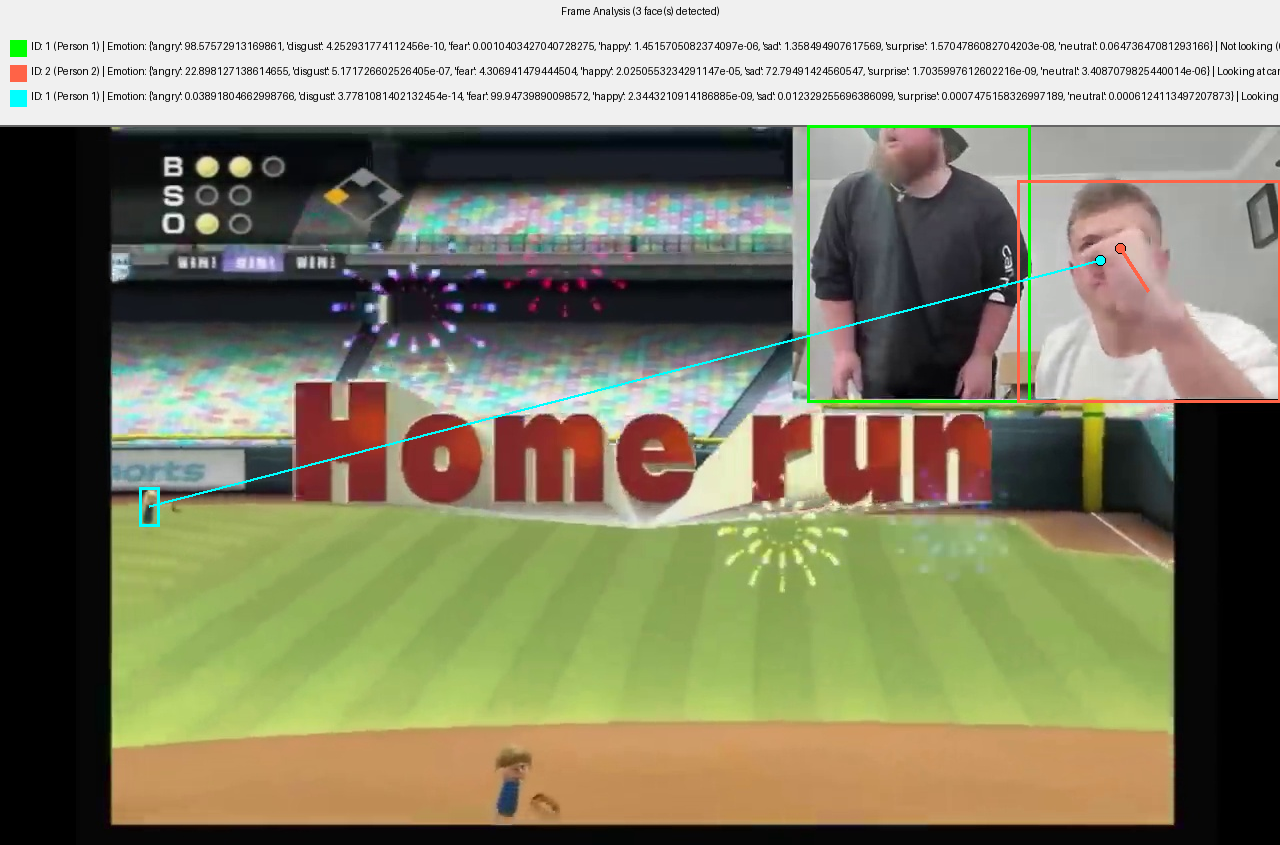 Frame Analysis (3 face(s) detected)
ID: 1 (Person 1) | Emotion: {'angry': 98.57572913169861, 'disgust': 4.252931774112456e-10, 'fear': 0.0010403427040728275, 'happy': 1.4515705082374097e-06, 'sad': 1.358494907617569, 'surprise': 1.5704786082704203e-08, 'neutral': 0.06473647081293166} | Not looking (
ID: 2 (Person 2) | Emotion: {'angry': 22.898127138614655, 'disgust': 5.171726602526405e-07, 'fear': 4.306941479444504, 'happy': 2.0250553234291147e-05, 'sad': 72.79491424560547, 'surprise': 1.7035997612602216e-09, 'neutral': 3.4087079825440014e-06} | Looking at car
ID: 1 (Person 1) | Emotion: {'angry': 0.03891804662998766, 'disgust': 3.7781081402132454e-14, 'fear': 99.94739890098572, 'happy': 2.3443210914186885e-09, 'sad': 0.012329255696386099, 'surprise': 0.0007475158326997189, 'neutral': 0.0006124113497207873} | Looking
B
S
O
WIN! WIN! WIN!
Home run
sports